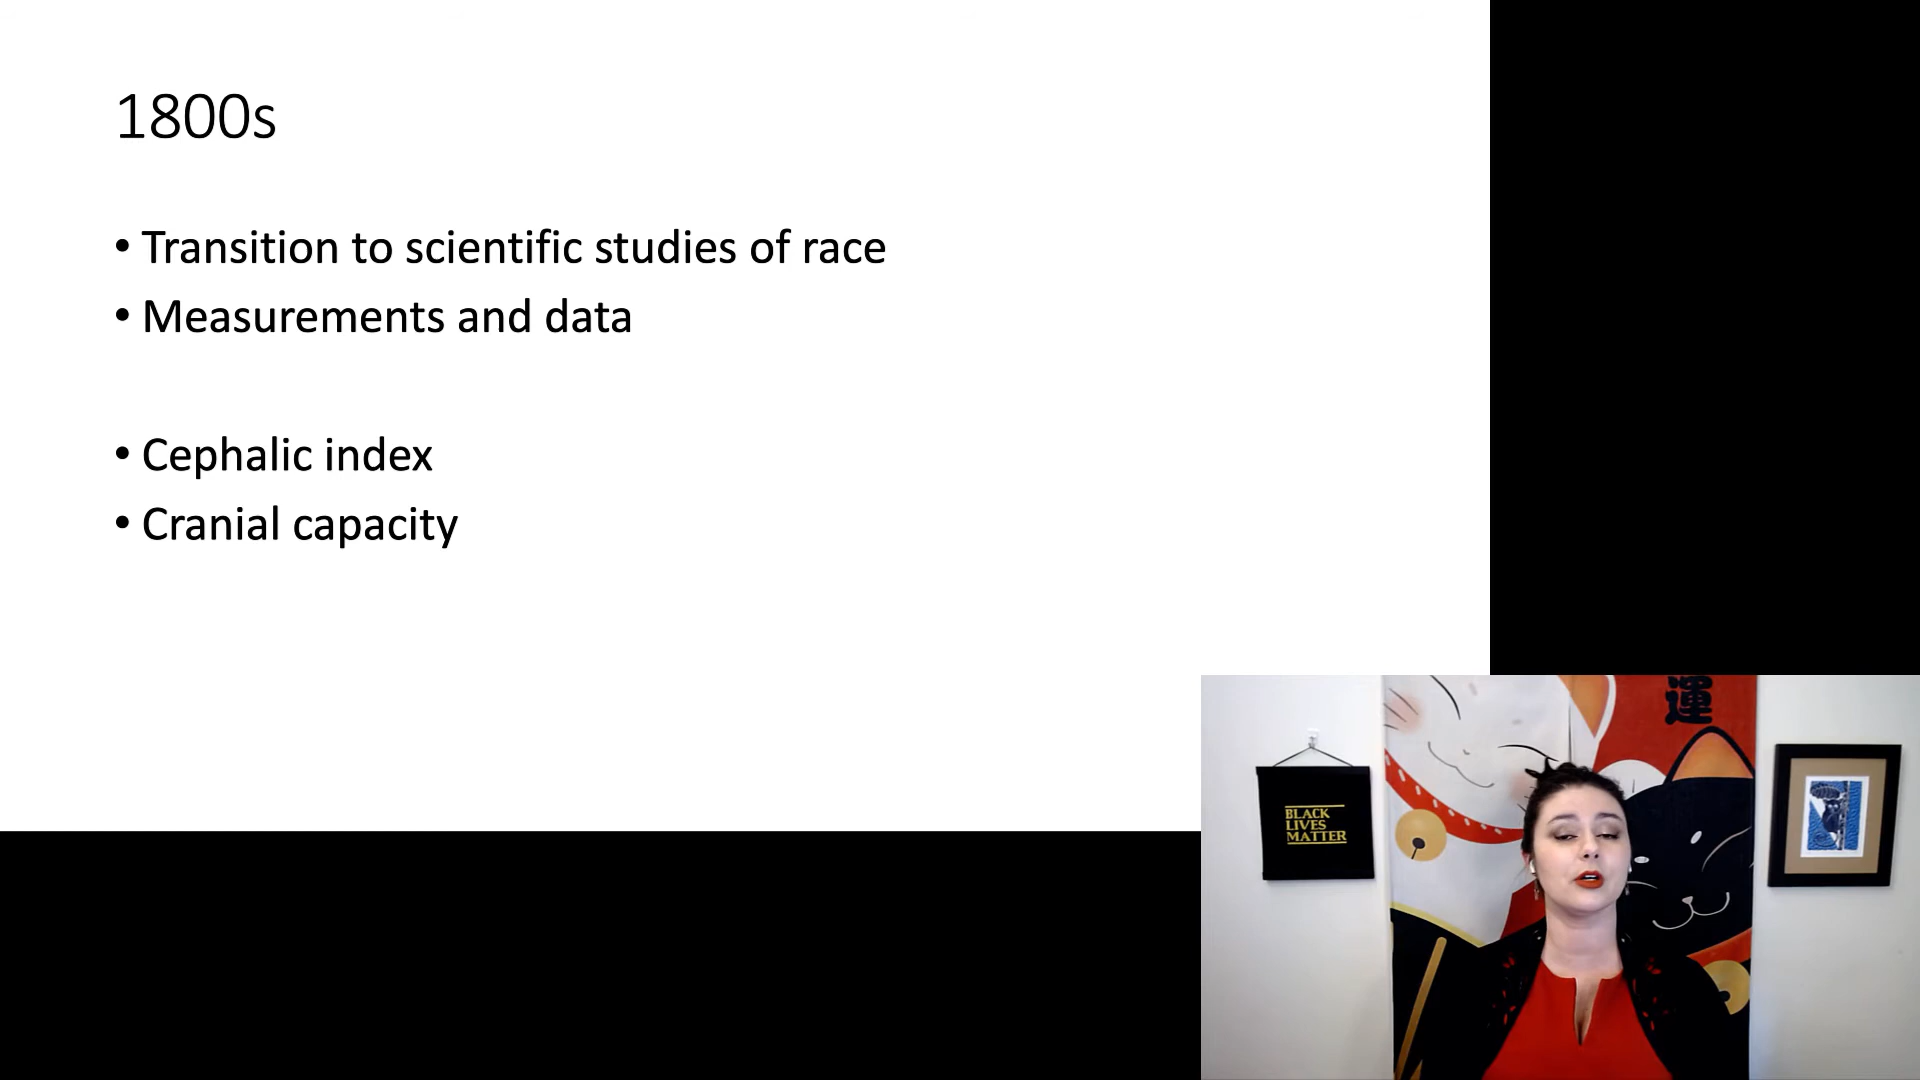 1800s
• Transition to scientific studies of race
• Measurements and data
• Cephalic index
• Cranial capacity
運
BLACK
LIVES
MATTER